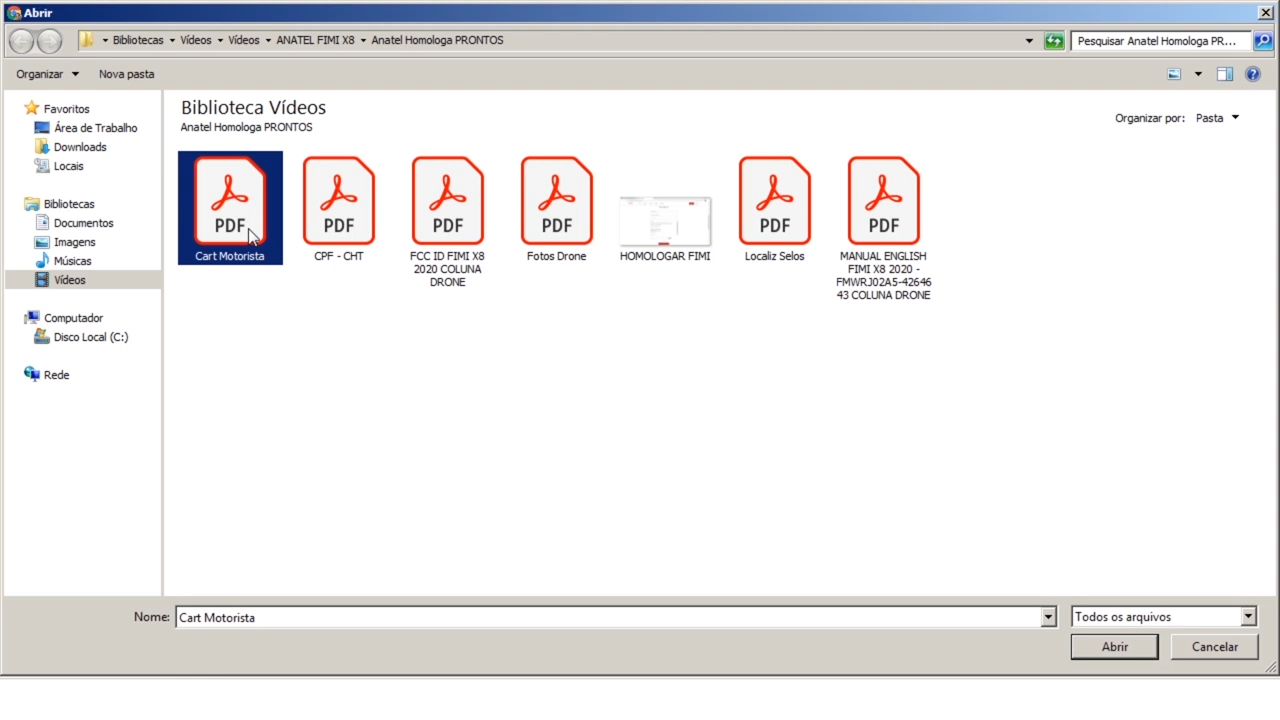 Abrir
Bibliotecas Vídeos Vídeos ANATEL FIMI X8 Anatel Homologa PRONTOS
Pesquisar Anatel Homologa PR...
Organizar Nova pasta
Favoritos
Área de Trabalho
Downloads
Locais
Bibliotecas
Documentos
Imagens
Músicas
Vídeos
Computador
Disco Local (C:)
Rede
Biblioteca Vídeos
Anatel Homologa PRONTOS
Organizar por: Pasta
PDF
Cart Motorista
PDF
CPF - CHT
PDF
FCC ID FIMI X8
2020 COLUNA
DRONE
PDF
Fotos Drone
HOMOLOGAR FIMI
PDF
Localiz Selos
PDF
MANUAL ENGLISH
FIMI X8 2020 -
FMWRJ02A5-42646
43 COLUNA DRONE
Nome: Cart Motorista
Todos os arquivos
Abrir Cancelar